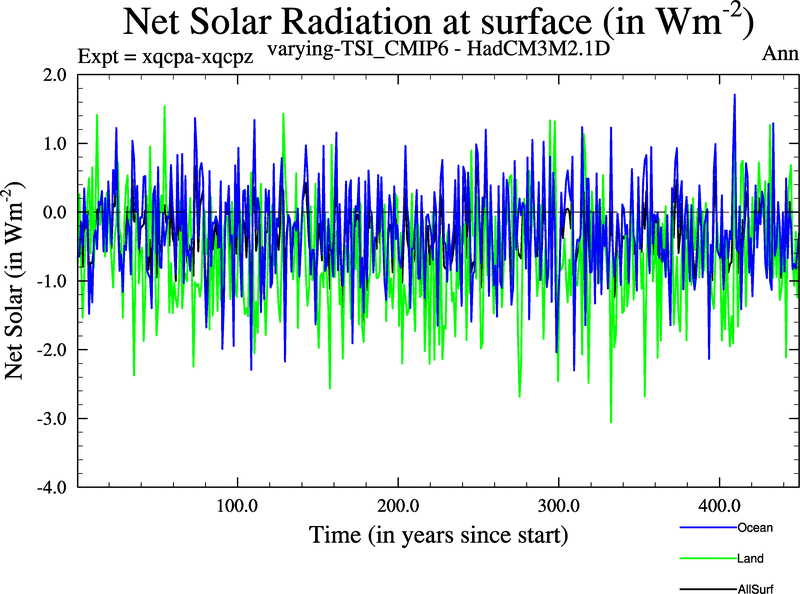 Net Solar Radiation at surface (in Wm-2)
Expt = xqcpa-xqcpz varying-TSI_CMIP6 - HadCM3M2.1D Ann
2.0
1.0
0.0
-1.0
-2.0
-3.0
-4.0
Net Solar (in Wm-2)
100.0 200.0 300.0 400.0
Time (in years since start)
Ocean
Land
AllSurf